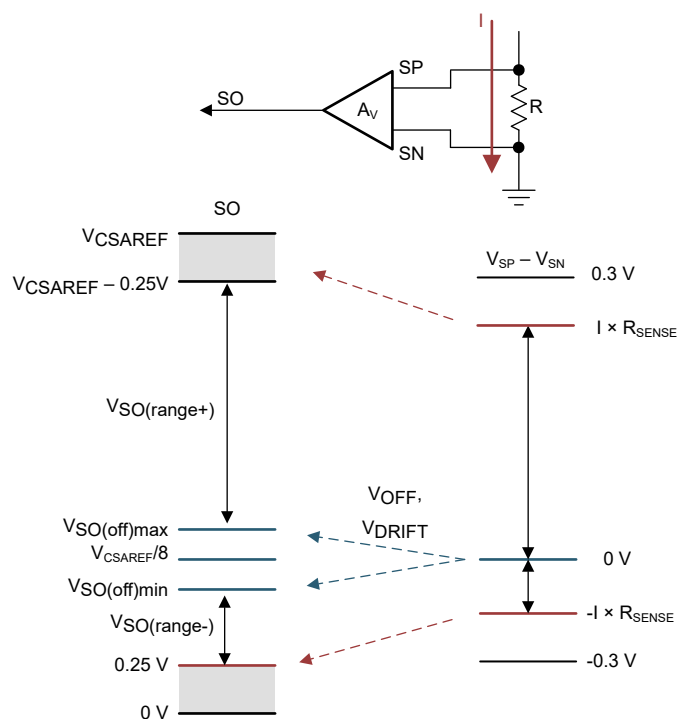 I
SP
SO
A_V
R
SN
SO
V_CSAREF
V_SP – V_SN
0.3 V
V_CSAREF – 0.25V
I × R_SENSE
V_SO(range+)
V_OFF,
V_SO(off)max
V_DRIFT
V_CSAREF/8
0 V
V_SO(off)min
V_SO(range-)
-I × R_SENSE
0.25 V
-0.3 V
0 V